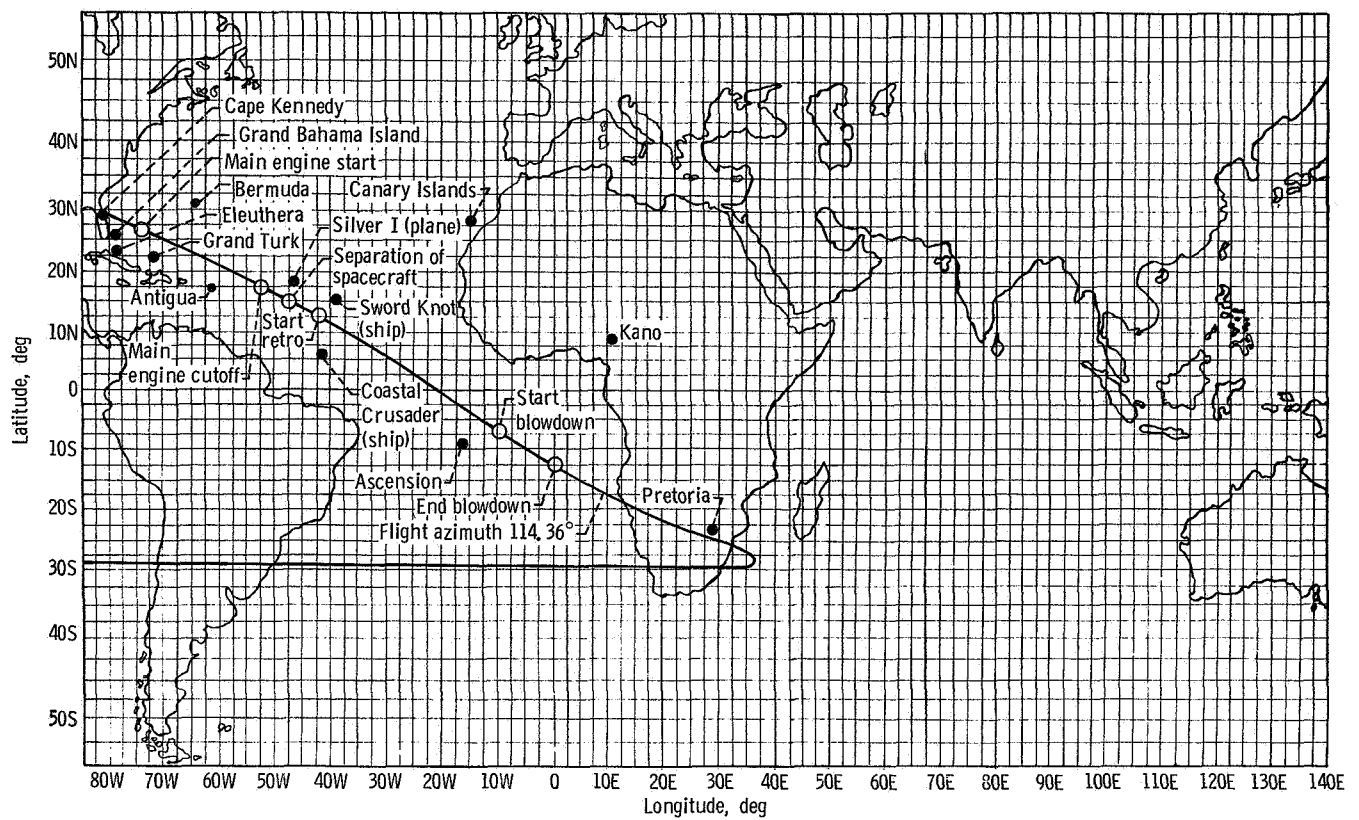 50N
40N
30N
20N
10N
0
10S
20S
30S
40S
50S
Latitude, deg
Cape Kennedy
Grand Bahama Island
Main engine start
Bermuda
Canary Islands
Eleuthera
Silver I (plane)
Grand Turk
Separation of
spacecraft
Antigua
Sword Knot
(ship)
Start
retro
Main
engine cutoff
Kano
Coastal
Crusader
(ship)
Start
blowdown
Ascension
End blowdown
Pretoria
Flight azimuth 114.36°
80W 70W 60W 50W 40W 30W 20W 10W 0 10E 20E 30E 40E 50E 60E 70E 80E 90E 100E 110E 120E 130E 140E
Longitude, deg